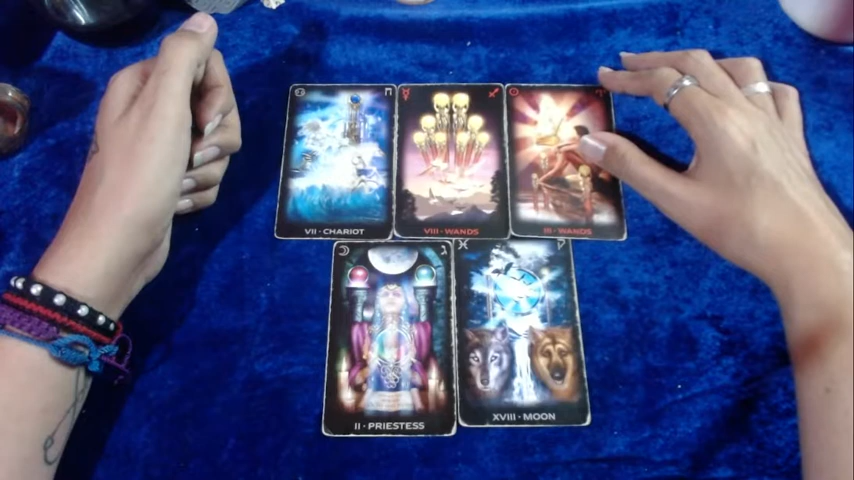 VII · CHARIOT
VIII · WANDS
III · WANDS
II · PRIESTESS
XVIII · MOON